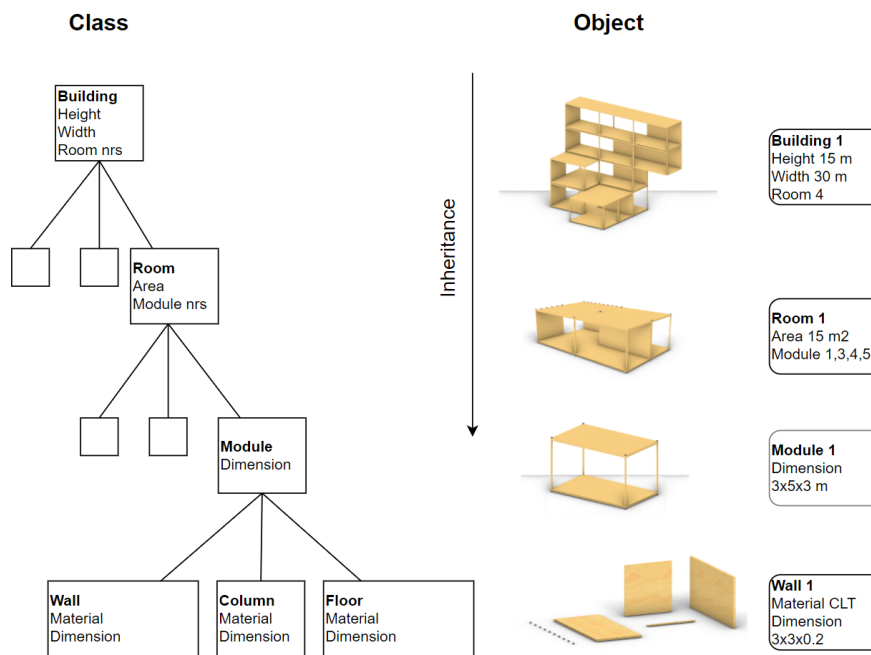 Class
Object
Building
Height
Width
Room nrs
Room
Area
Module nrs
Module
Dimension
Wall
Material
Dimension
Column
Material
Dimension
Floor
Material
Dimension
Inheritance
Building 1
Height 15 m
Width 30 m
Room 4
Room 1
Area 15 m2
Module 1,3,4,5
Module 1
Dimension
3x5x3 m
Wall 1
Material CLT
Dimension
3x3x0.2